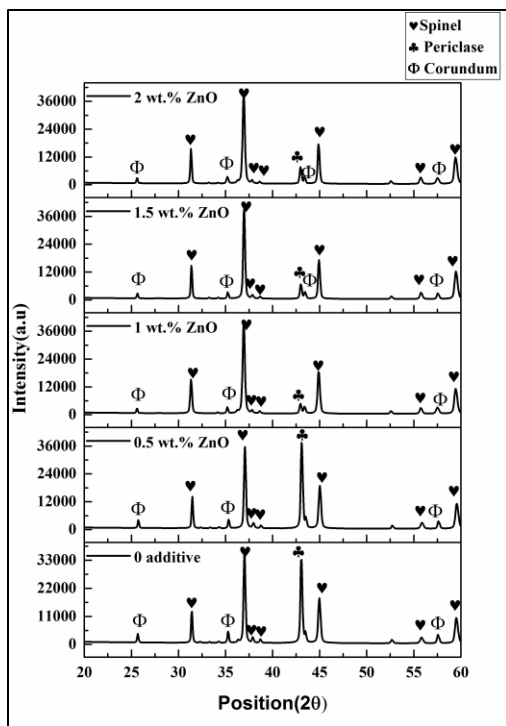 ♥Spinel
♣ Periclase
Φ Corundum
Intensity(a.u)
2 wt.% ZnO
36000
24000
12000
0
♥ ♥ ♥ ♥ ♣ ♥ ♥ ♥
Φ Φ Φ Φ
1.5 wt.% ZnO
36000
24000
12000
0
♥ ♥ ♥ ♥ ♣ ♥ ♥ ♥
Φ Φ Φ Φ
1 wt.% ZnO
36000
24000
12000
0
♥ ♥ ♥ ♥ ♣ ♥ ♥ ♥
Φ Φ Φ
0.5 wt.% ZnO
36000
24000
12000
0
♥ ♥ ♥ ♥ ♣ ♥ ♥ ♥
Φ Φ Φ
0 additive
33000
22000
11000
0
♥ ♥ ♥ ♥ ♣ ♥ ♥ ♥
Φ Φ Φ
20 25 30 35 40 45 50 55 60
Position(2θ)